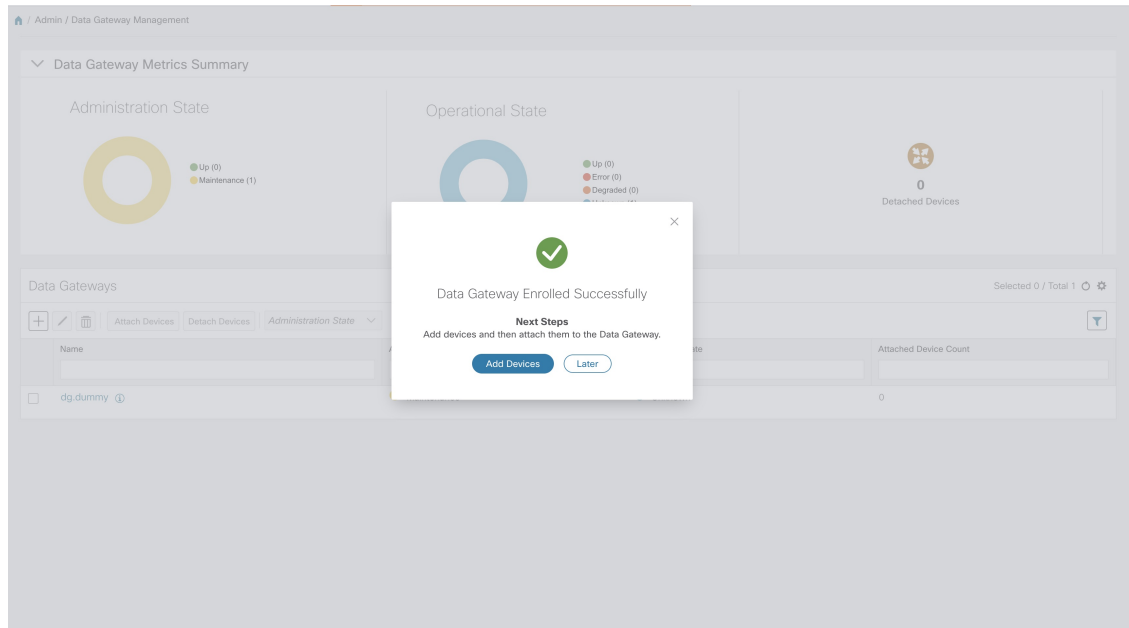 / Admin / Data Gateway Management
Data Gateway Metrics Summary
Administration State
Up (0)
Maintenance (1)
Operational State
Up (0)
Error (0)
Degraded (0)
0
Detached Devices
Data Gateway Enrolled Successfully
Next Steps
Add devices and then attach them to the Data Gateway.
Add Devices
Later
Data Gateways
Selected 0 / Total 1
Attach Devices
Detach Devices
Administration State
Name
Attached Device Count
dg.dummy
0